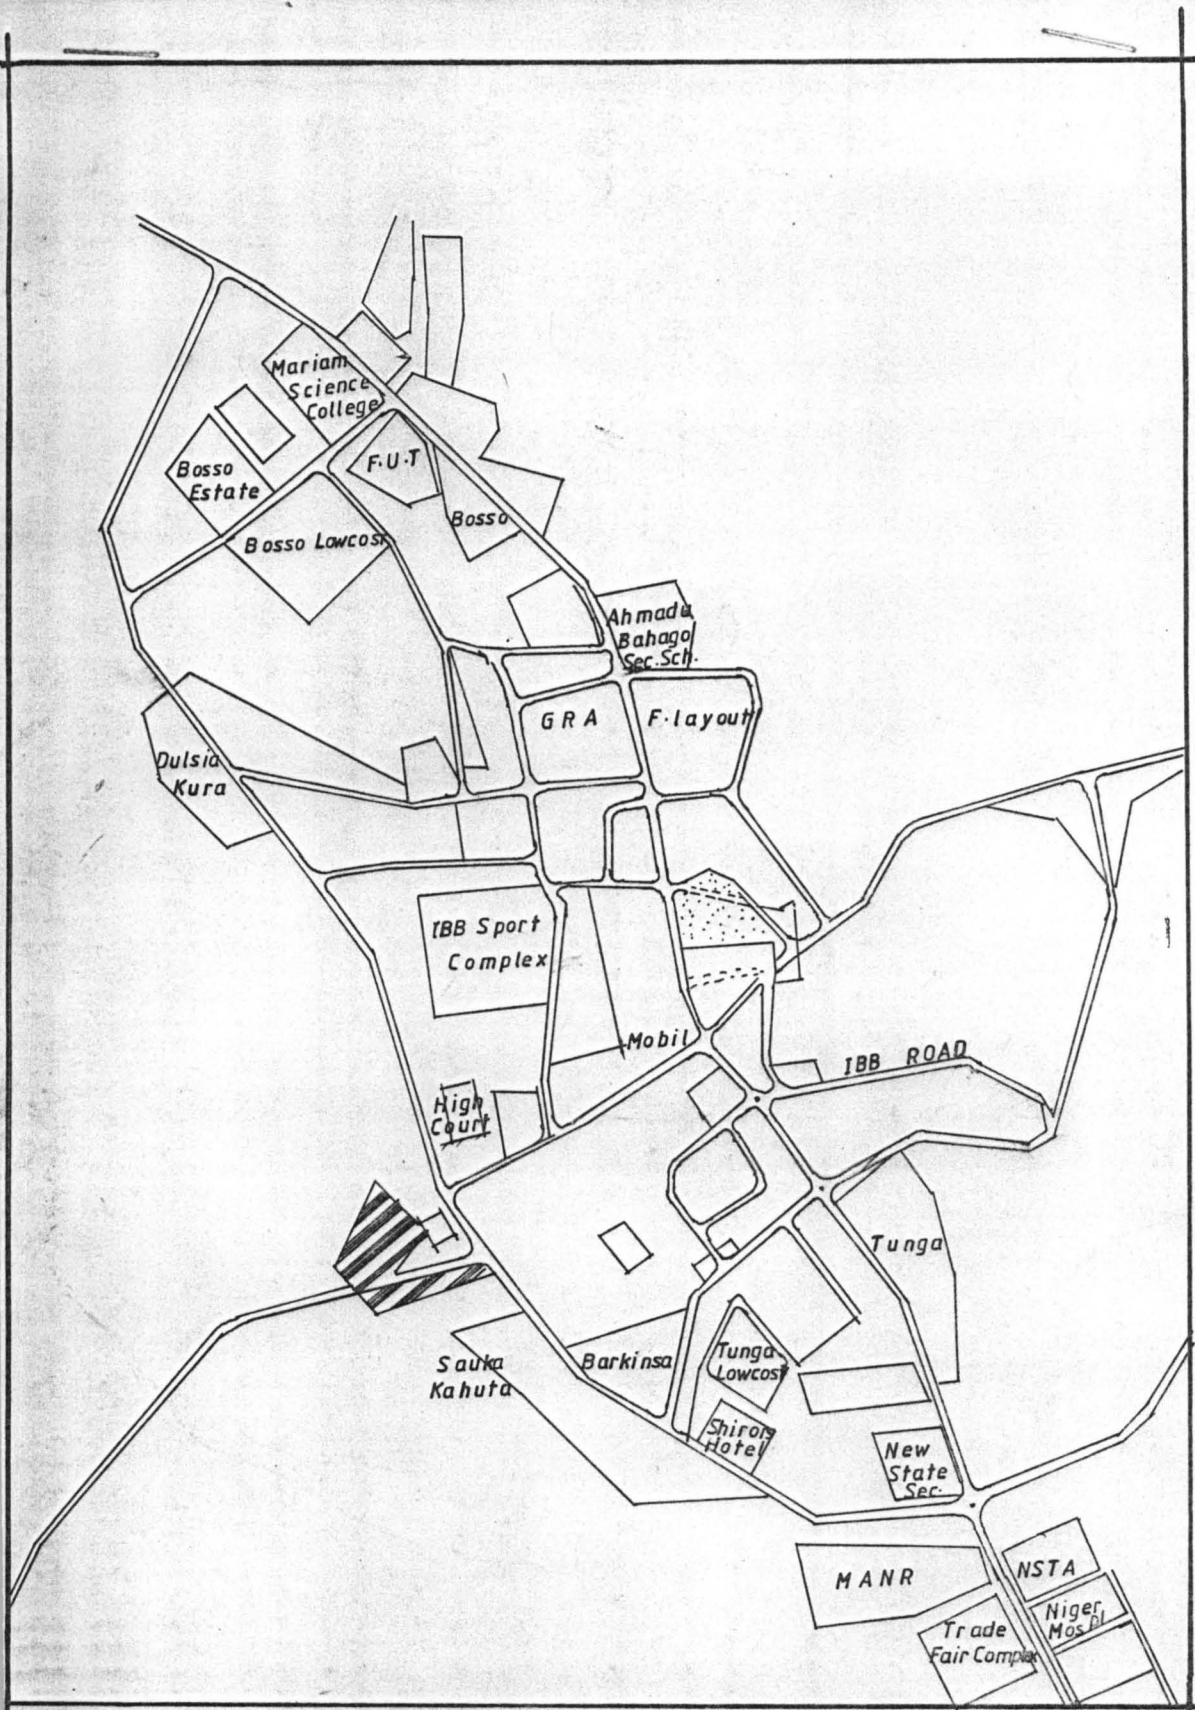 Mariam
Science
College
F.U.T
Bosso
Estate
Bosso
Bosso Lowcost
Ahmadu
Bahago
Sec. Sch.
GRA
F. layout
Dulsia
Kura
IBB Sport
Complex
Mobil
IBB ROAD
High
Court
Tunga
Sauka
Kahuta
Barkinsa
Tunga
Lowcost
Shiroro
Hotel
New
State
Sec.
MANR
NSTA
Niger
Mos
Trade
Fair Complex